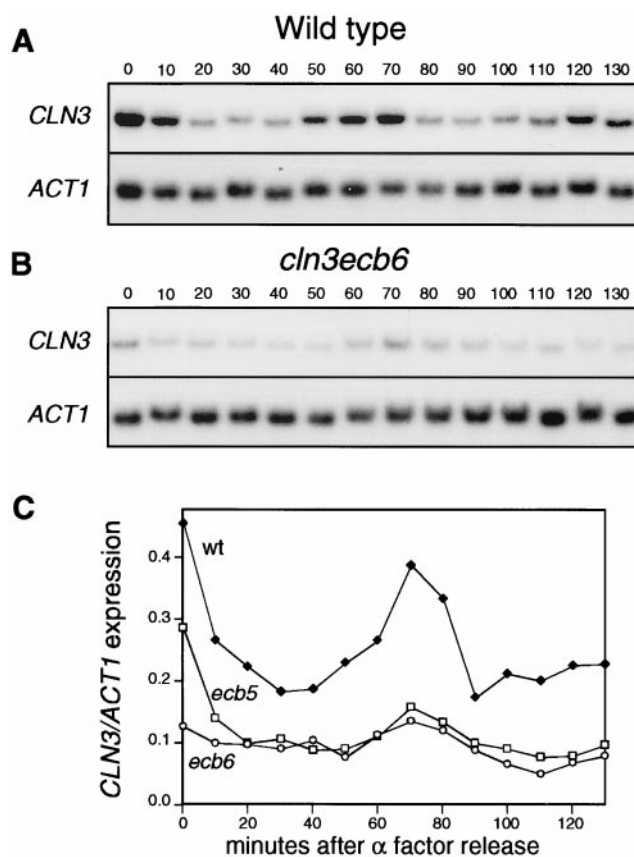 A
Wild type
0 10 20 30 40 50 60 70 80 90 100 110 120 130
CLN3
ACT1
B
cln3ecb6
0 10 20 30 40 50 60 70 80 90 100 110 120 130
CLN3
ACT1
C
CLN3/ACT1 expression
0.4
0.3
0.2
0.1
0.0
wt
ecb5
ecb6
0 20 40 60 80 100 120
minutes after α factor release